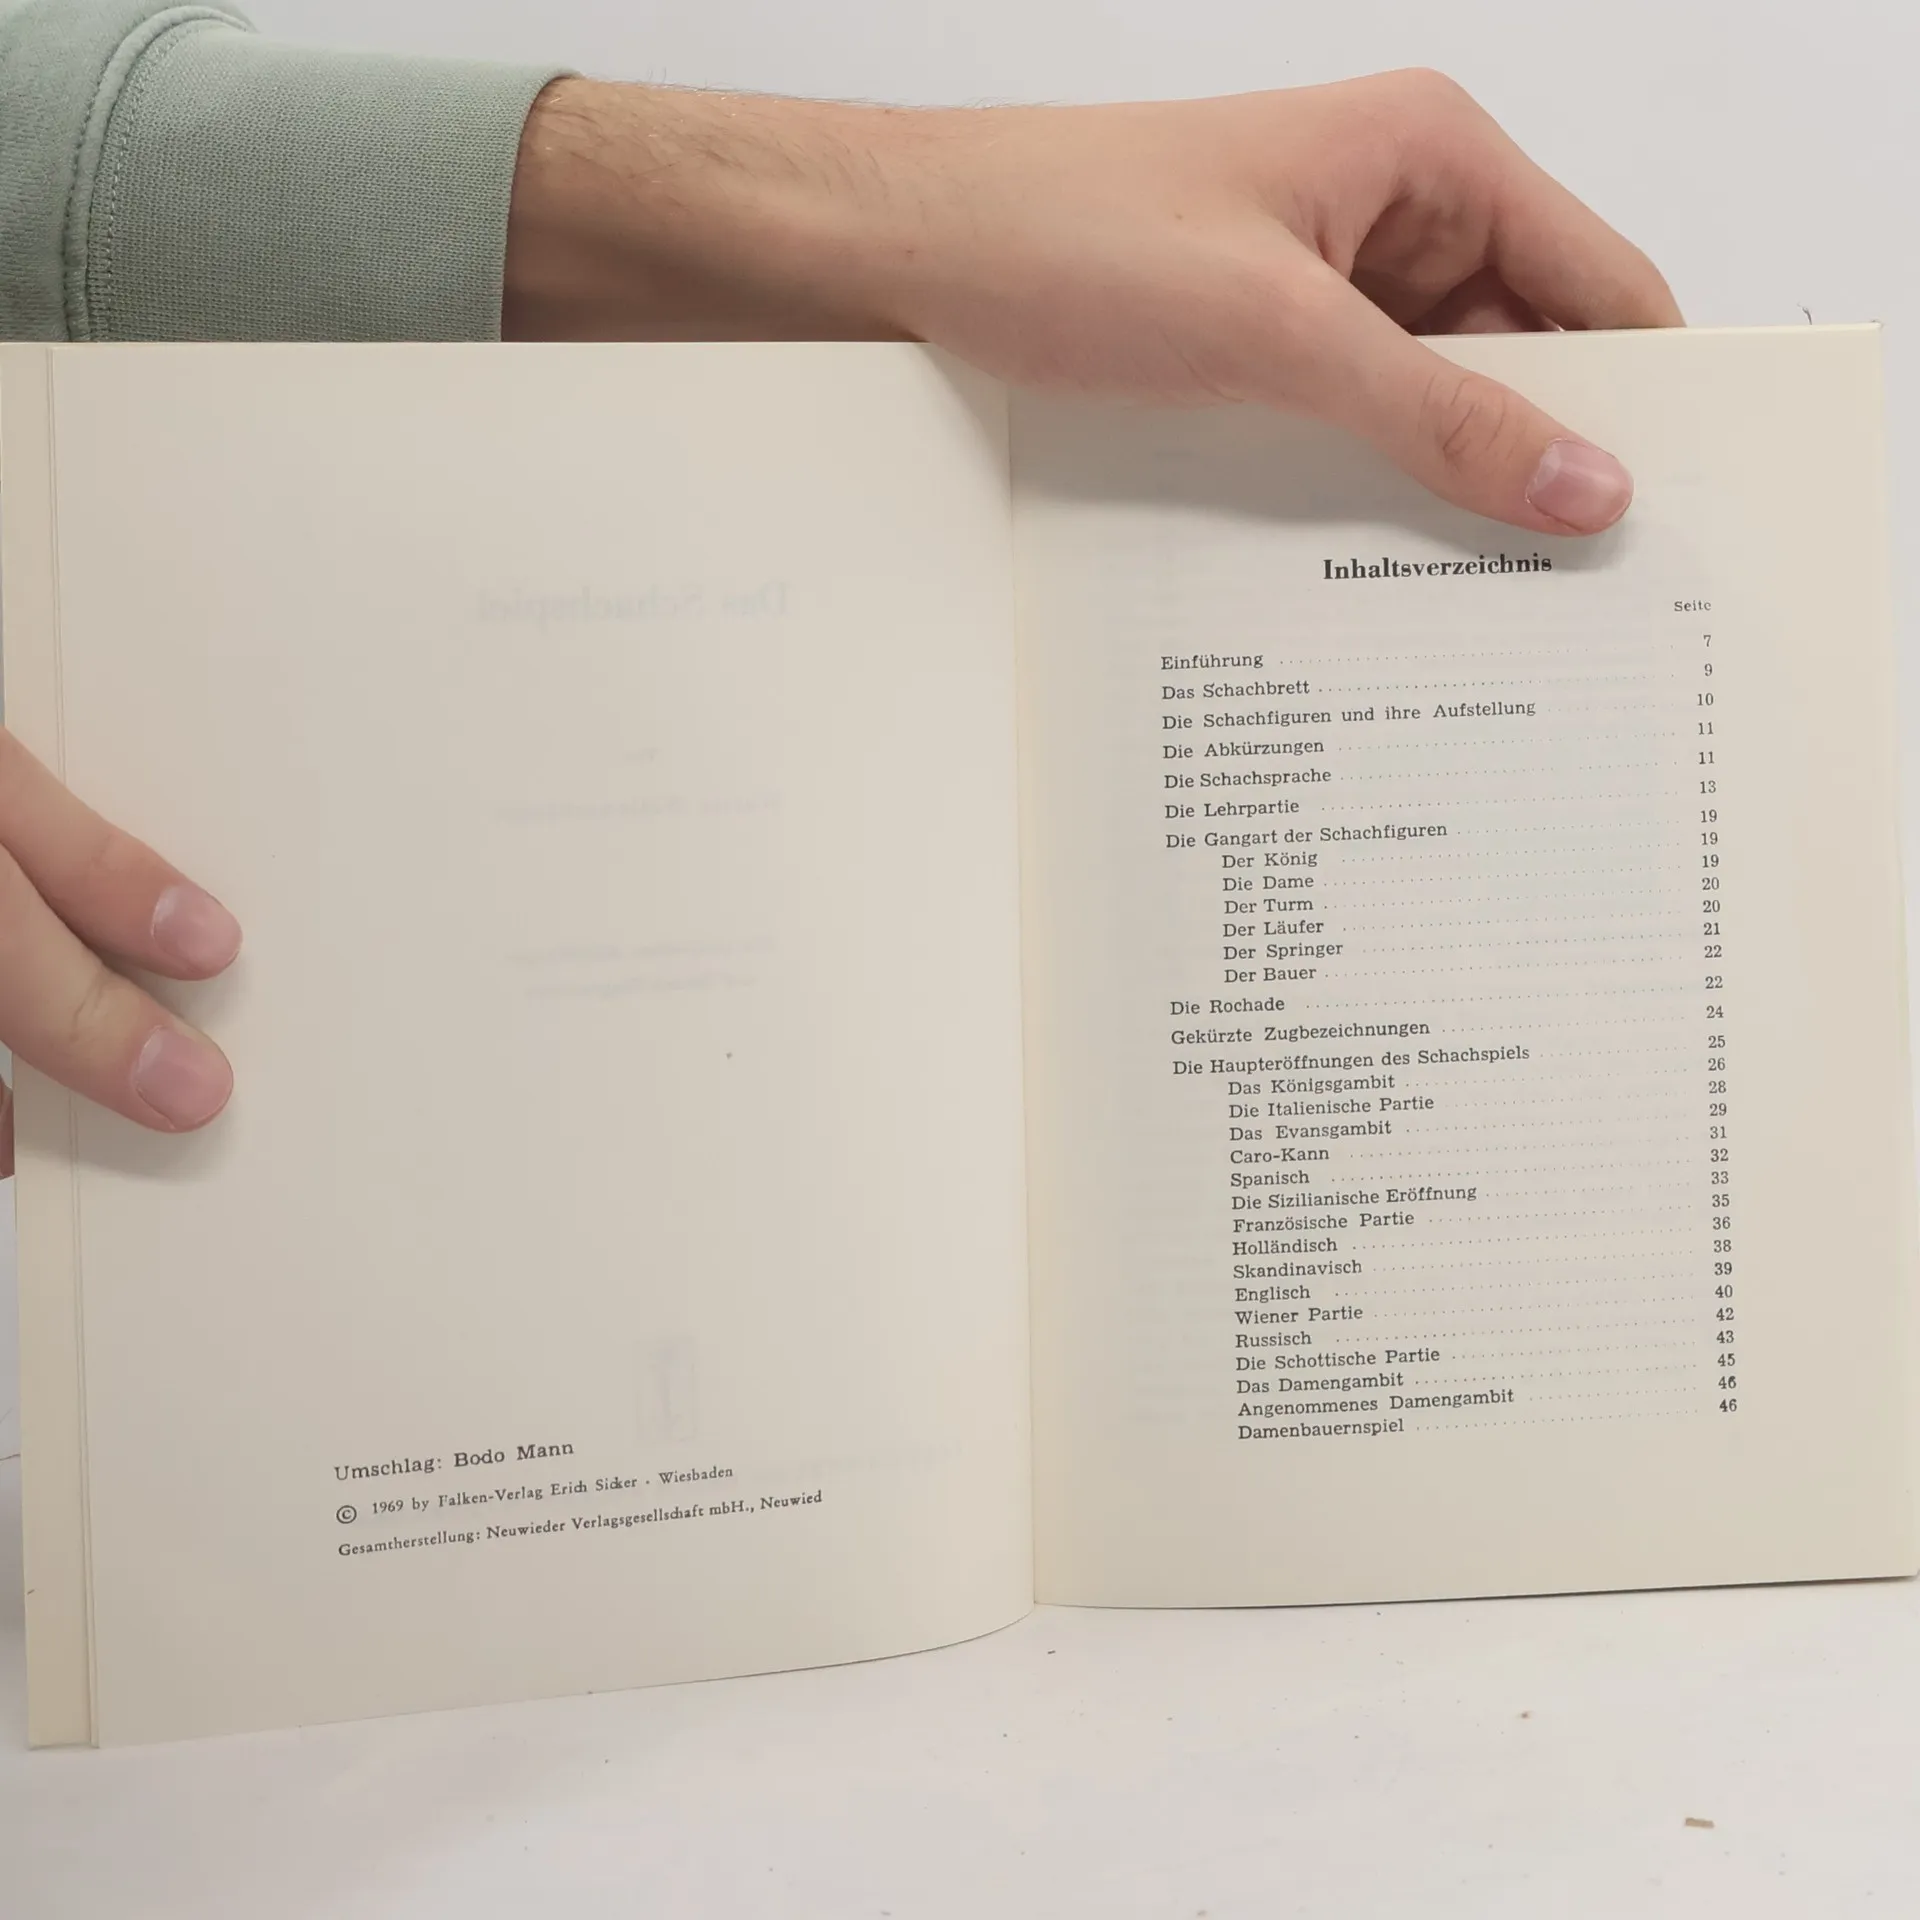 Umschlag: Bodo Mann
© 1969 by Falken-Verlag Erich Sicker . Wiesbaden
Gesamtherstellung: Neuwieder Verlagsgesellschaft mbH., Neuwied
Inhaltsverzeichnis
Seite
Einführung 7
Das Schachbrett 9
Die Schachfiguren und ihre Aufstellung 10
Die Abkürzungen 11
Die Schachsprache 11
Die Lehrpartie 13
Die Gangart der Schachfiguren 19
Der König 19
Die Dame 19
Der Turm 20
Der Läufer 20
Der Springer 21
Der Bauer 22
Die Rochade 22
Gekürzte Zugbezeichnungen 24
Die Haupteröffnungen des Schachspiels 25
Das Königsgambit 26
Die Italienische Partie 28
Das Evansgambit 29
Caro-Kann 31
Spanisch 32
Die Sizilianische Eröffnung 33
Französische Partie 35
Holländisch 36
Skandinavisch 38
Englisch 39
Wiener Partie 40
Russisch 42
Die Schottische Partie 43
Das Damengambit 45
Angenommenes Damengambit 46
Damenbauernspiel 46